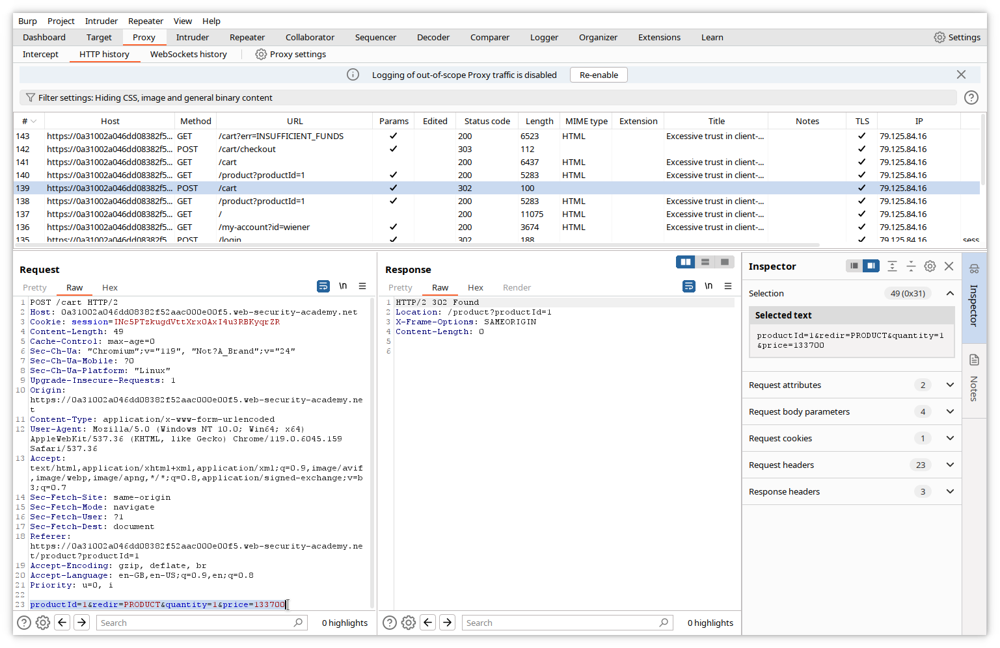 Burp Project Intruder Repeater View Help
Dashboard Target Proxy Intruder Repeater Collaborator Sequencer Decoder Comparer Logger Organizer Extensions Learn Settings
Intercept HTTP history WebSockets history Proxy settings
Logging of out-of-scope Proxy traffic is disabled Re-enable
Filter settings: Hiding CSS, image and general binary content
# Host Method URL Params Edited Status code Length MIME type Extension Title Notes TLS IP
143 https://0a31002a046dd08382f5... GET /cart?err=INSUFFICIENT_FUNDS ✓ 200 6523 HTML Excessive trust in client-... ✓ 79.125.84.16
142 https://0a31002a046dd08382f5... POST /cart/checkout ✓ 303 112 ✓ 79.125.84.16
141 https://0a31002a046dd08382f5... GET /cart 200 6437 HTML Excessive trust in client-... ✓ 79.125.84.16
140 https://0a31002a046dd08382f5... GET /product?productId=1 ✓ 200 5283 HTML Excessive trust in client-... ✓ 79.125.84.16
139 https://0a31002a046dd08382f5... POST /cart ✓ 302 100 ✓ 79.125.84.16
138 https://0a31002a046dd08382f5... GET /product?productId=1 ✓ 200 5283 HTML Excessive trust in client-... ✓ 79.125.84.16
137 https://0a31002a046dd08382f5... GET / 200 11075 HTML Excessive trust in client-... ✓ 79.125.84.16
136 https://0a31002a046dd08382f5... GET /my-account?id=wiener ✓ 200 3674 HTML Excessive trust in client-... ✓ 79.125.84.16
135 https://0a31002a046dd08382f5... POST /login ✓ 302 188 ✓ 79.125.84.16 sess
Request
Pretty Raw Hex \n
1 POST /cart HTTP/2
2 Host: 0a31002a046dd08382f52aac000e00f5.web-security-academy.net
3 Cookie: session=INc5PTzkugdVttXrx0AxI4u3RBKyqrZR
4 Content-Length: 49
5 Cache-Control: max-age=0
6 Sec-Ch-Ua: "Chromium";v="119", "Not?A_Brand";v="24"
7 Sec-Ch-Ua-Mobile: ?0
8 Sec-Ch-Ua-Platform: "Linux"
9 Upgrade-Insecure-Requests: 1
10 Origin:
https://0a31002a046dd08382f52aac000e00f5.web-security-academy.ne
t
11 Content-Type: application/x-www-form-urlencoded
12 User-Agent: Mozilla/5.0 (Windows NT 10.0; Win64; x64)
AppleWebKit/537.36 (KHTML, like Gecko) Chrome/119.0.6045.159
Safari/537.36
13 Accept:
text/html,application/xhtml+xml,application/xml;q=0.9,image/avif
,image/webp,image/apng,*/*;q=0.8,application/signed-exchange;v=b
3;q=0.7
14 Sec-Fetch-Site: same-origin
15 Sec-Fetch-Mode: navigate
16 Sec-Fetch-User: ?1
17 Sec-Fetch-Dest: document
18 Referer:
https://0a31002a046dd08382f52aac000e00f5.web-security-academy.ne
t/product?productId=1
19 Accept-Encoding: gzip, deflate, br
20 Accept-Language: en-GB,en-US;q=0.9,en;q=0.8
21 Priority: u=0, i
22
23 productId=1&redir=PRODUCT&quantity=1&price=133700
Search 0 highlights
Response
Pretty Raw Hex Render \n
1 HTTP/2 302 Found
2 Location: /product?productId=1
3 X-Frame-Options: SAMEORIGIN
4 Content-Length: 0
5
6
Search 0 highlights
Inspector
Selection 49 (0x31)
Selected text
productId=1&redir=PRODUCT&quantity=1
&price=133700
Request attributes 2
Request body parameters 4
Request cookies 1
Request headers 23
Response headers 3
Inspector
Notes